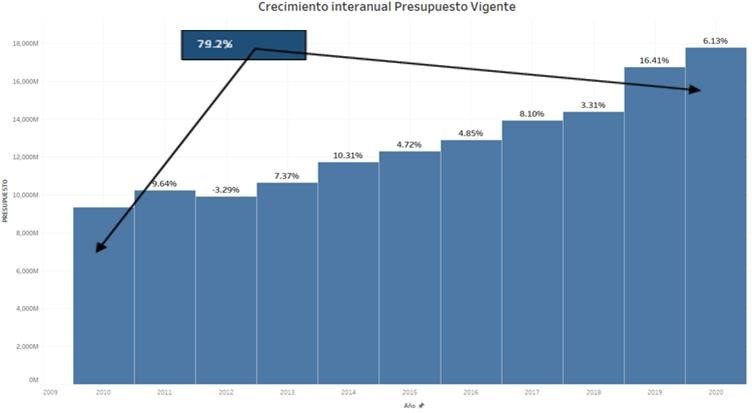 Crecimiento interanual Presupuesto Vigente
79.2%
6.13%
16.41%
3.31%
8.10%
4.85%
4.72%
10.31%
7.37%
-3.29%
9.64%
18,000M
16,000M
14,000M
12,000M
10,000M
8,000M
6,000M
4,000M
2,000M
0M
PRESUPUESTO
2009 2010 2011 2012 2013 2014 2015 2016 2017 2018 2019 2020
Año